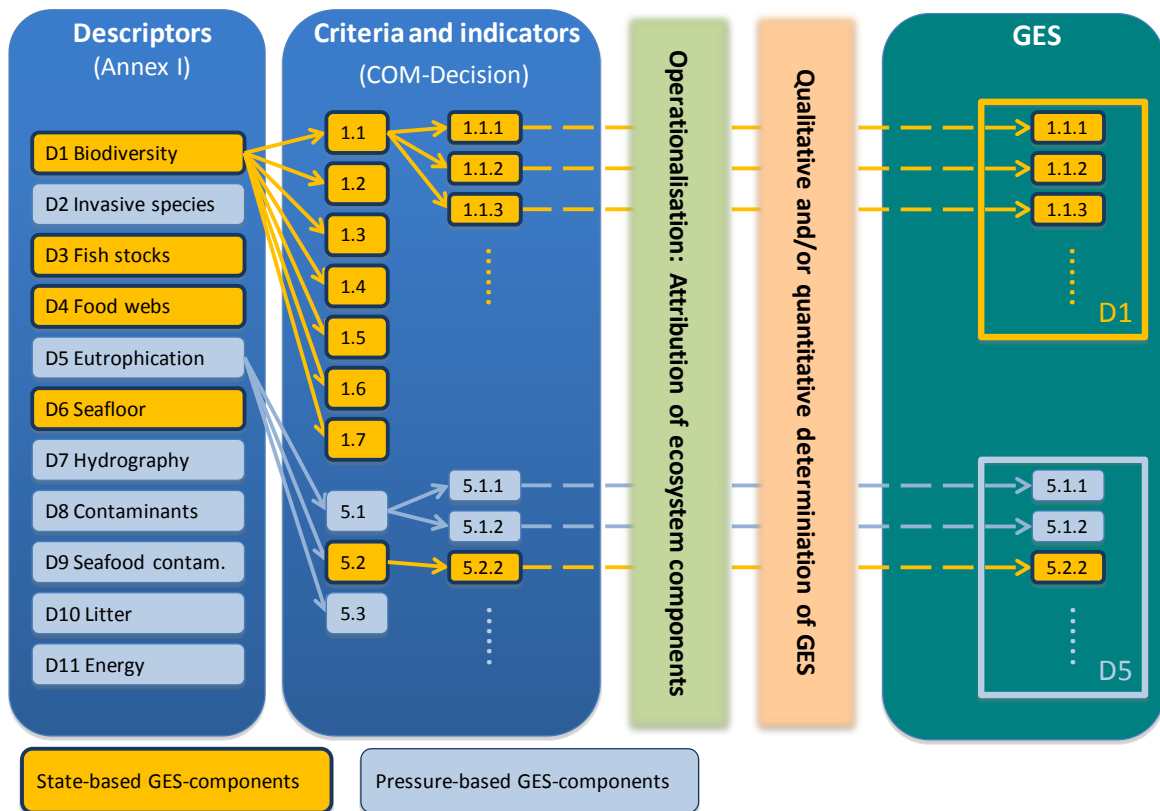 Descriptors
(Annex I)
D1 Biodiversity
D2 Invasive species
D3 Fish stocks
D4 Food webs
D5 Eutrophication
D6 Seafloor
D7 Hydrography
D8 Contaminants
D9 Seafood contam.
D10 Litter
D11 Energy
Criteria and indicators
(COM-Decision)
1.1
1.2
1.3
1.4
1.5
1.6
1.7
5.1
5.2
5.3
1.1.1
1.1.2
1.1.3
5.1.1
5.1.2
5.2.2
Operationalisation: Attribution of ecosystem components
Qualitative and/or quantitative determiniation of GES
GES
1.1.1
1.1.2
1.1.3
D1
5.1.1
5.1.2
5.2.2
D5
State-based GES-components
Pressure-based GES-components